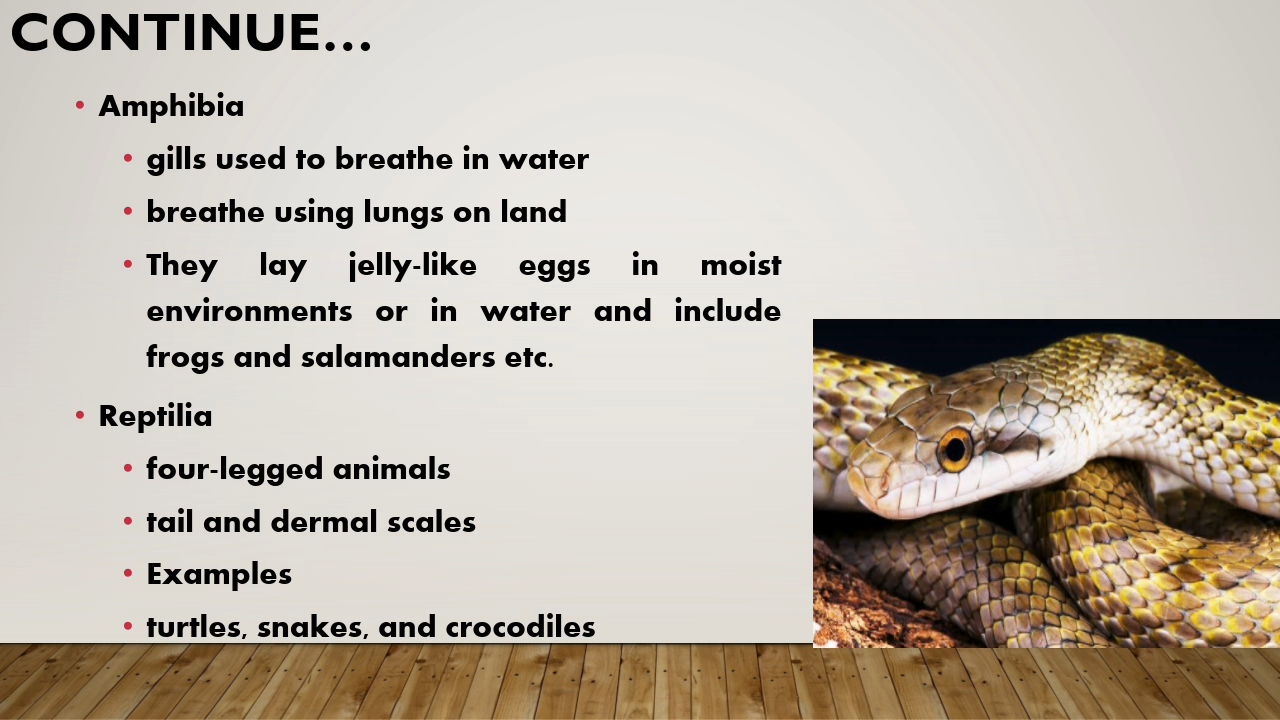 CONTINUE…
• Amphibia
• gills used to breathe in water
• breathe using lungs on land
• They lay jelly-like eggs in moist
environments or in water and include
frogs and salamanders etc.
• Reptilia
• four-legged animals
• tail and dermal scales
• Examples
• turtles, snakes, and crocodiles